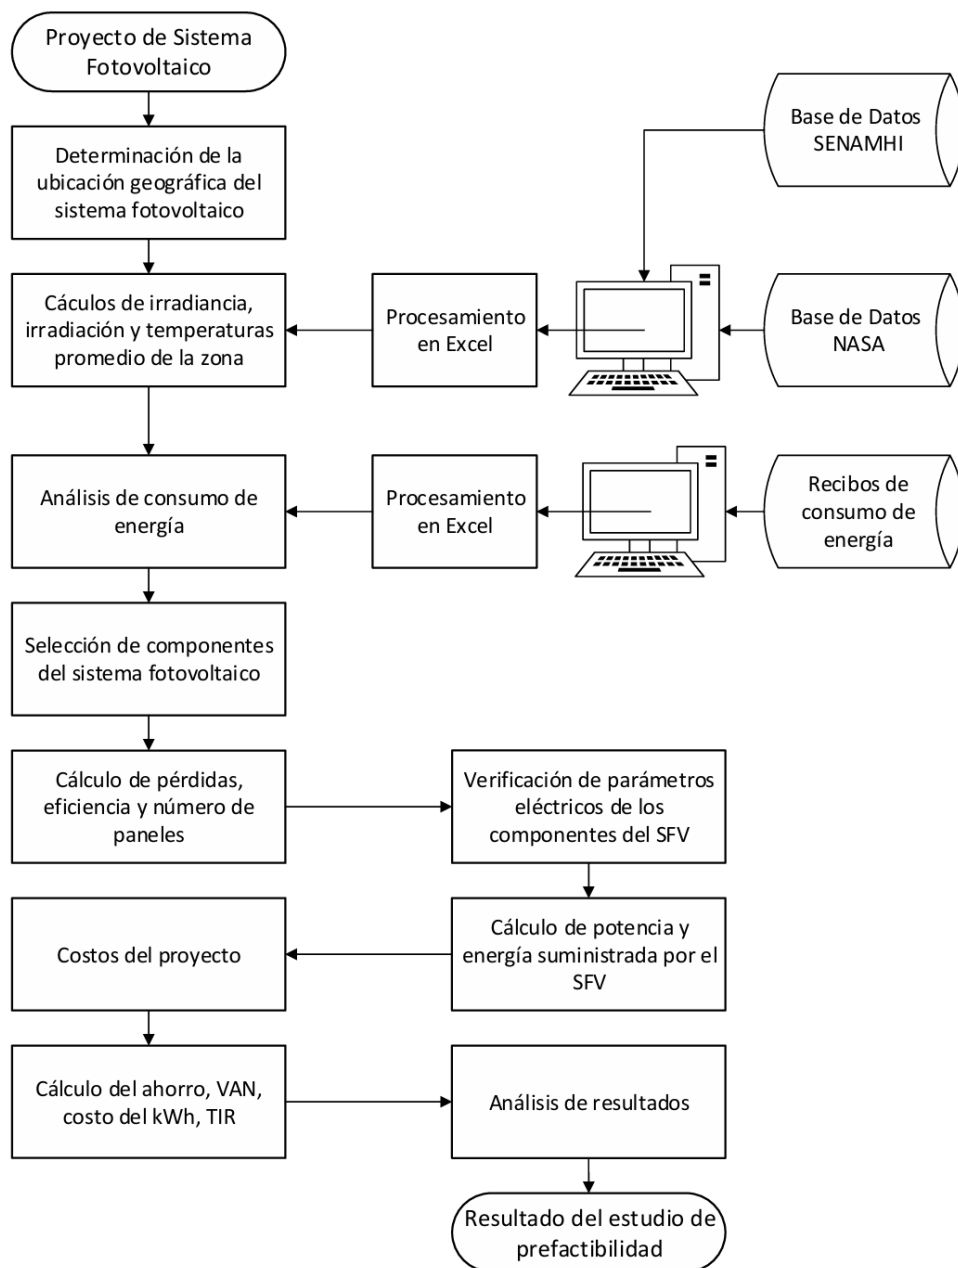 Proyecto de Sistema
Fotovoltaico
Base de Datos
SENAMHI
Determinación de la
ubicación geográfica del
sistema fotovoltaico
Cáculos de irradiancia,
irradiación y temperaturas
promedio de la zona
Procesamiento
en Excel
Base de Datos
NASA
Análisis de consumo de
energía
Procesamiento
en Excel
Recibos de
consumo de
energía
Selección de componentes
del sistema fotovoltaico
Cálculo de pérdidas,
eficiencia y número de
paneles
Verificación de parámetros
eléctricos de los
componentes del SFV
Costos del proyecto
Cálculo de potencia y
energía suministrada por el
SFV
Cálculo del ahorro, VAN,
costo del kWh, TIR
Análisis de resultados
Resultado del estudio de
prefactibilidad